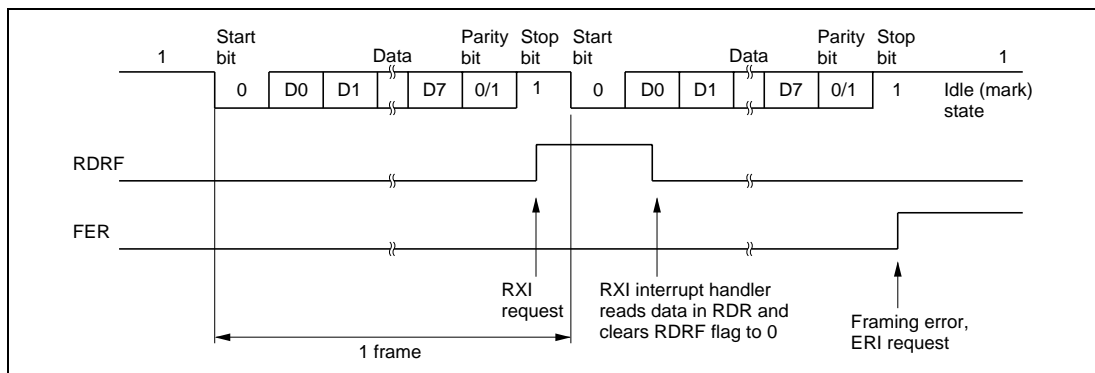 1
Start bit
Data
Parity bit
Stop bit
Start bit
Data
Parity bit
Stop bit
1
0
D0
D1
D7
0/1
1
0
D0
D1
D7
0/1
1
Idle (mark)
state
RDRF
FER
RXI
request
RXI interrupt handler
reads data in RDR and
clears RDRF flag to 0
Framing error,
ERI request
1 frame